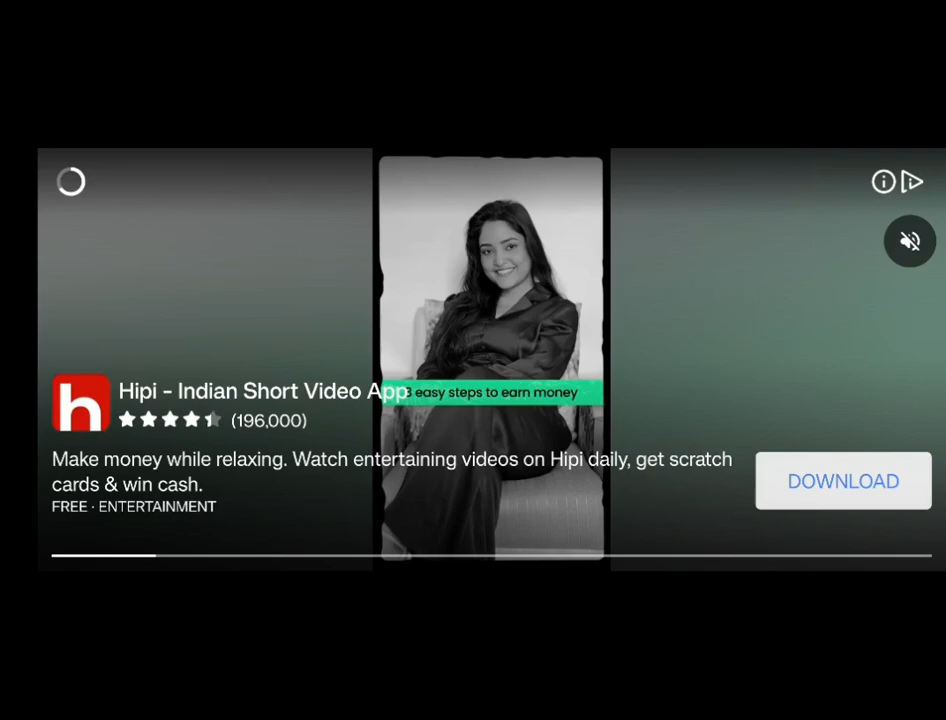 h
Hipi - Indian Short Video App
3 easy steps to earn money
(196,000)
Make money while relaxing. Watch entertaining videos on Hipi daily, get scratch
cards & win cash.
FREE · ENTERTAINMENT
DOWNLOAD